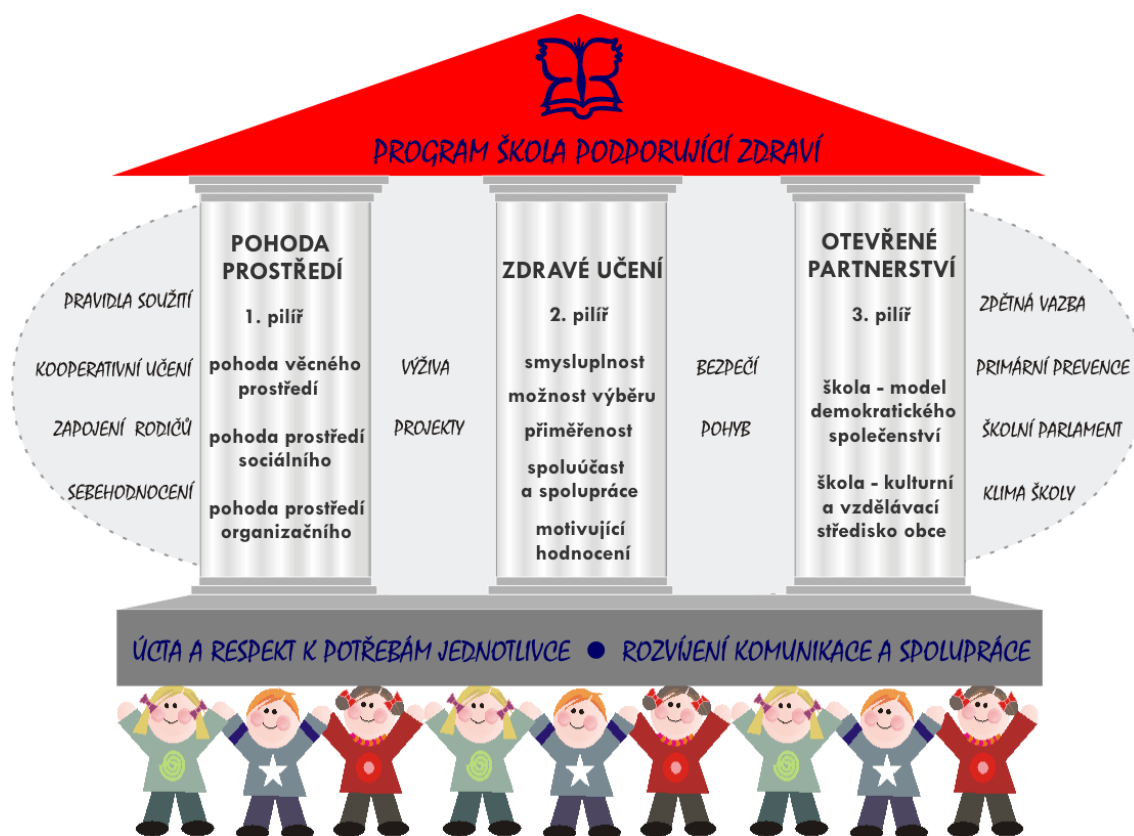 PROGRAM ŠKOLA PODPORUJÍCÍ ZDRAVÍ
PRAVIDLA SOUŽITÍ
KOOPERATIVNÍ UČENÍ
ZAPOJENÍ RODIČŮ
SEBEHODNOCENÍ
POHODA
PROSTŘEDÍ
1. pilíř
pohoda věcného
prostředí
pohoda prostředí
sociálního
pohoda prostředí
organizačního
VÝŽIVA
PROJEKTY
ZDRAVÉ UČENÍ
2. pilíř
smysluplnost
možnost výběru
přiměřenost
spoluúčast
a spolupráce
motivující
hodnocení
BEZPEČÍ
POHYB
OTEVŘENÉ
PARTNERSTVÍ
3. pilíř
škola - model
demokratického
společenství
škola - kulturní
a vzdělávací
středisko obce
ZPĚTNÁ VAZBA
PRIMÁRNÍ PREVENCE
ŠKOLNÍ PARLAMENT
KLIMA ŠKOLY
ÚCTA A RESPEKT K POTŘEBÁM JEDNOTLIVCE ● ROZVÍJENÍ KOMUNIKACE A SPOLUPRÁCE